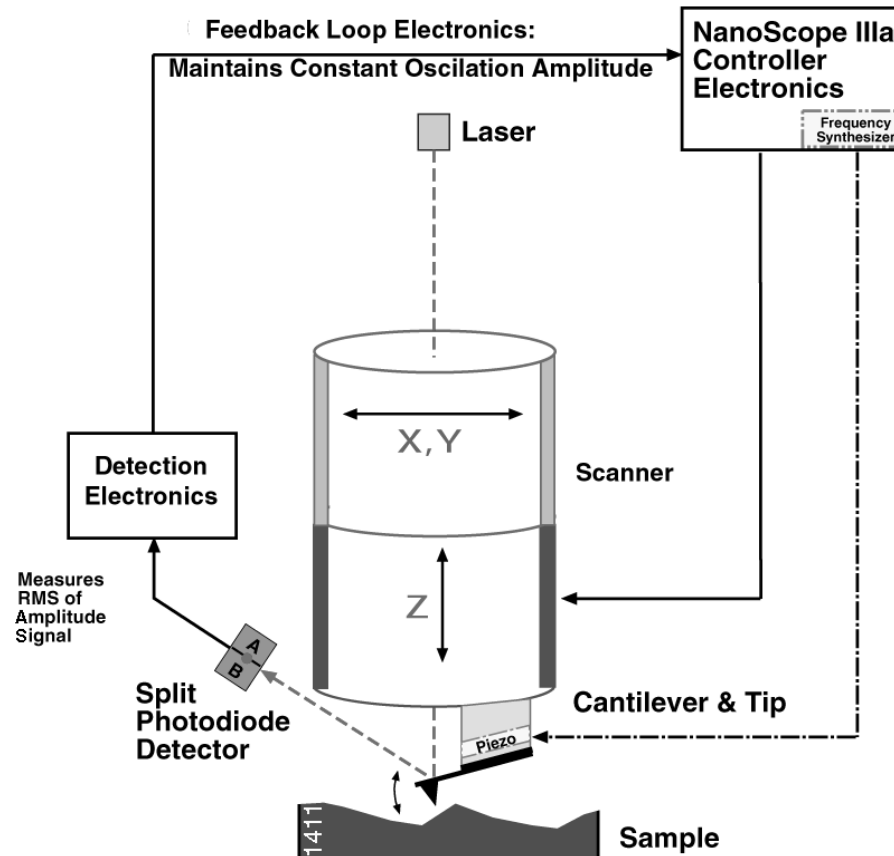 Feedback Loop Electronics:
Maintains Constant Oscilation Amplitude
NanoScope IIIa
Controller
Electronics
Frequency
Synthesizer
Laser
X, Y
Scanner
Detection
Electronics
Z
Measures
RMS of
Amplitude
Signal
A
B
Split
Photodiode
Detector
Cantilever & Tip
Piezo
1411
Sample